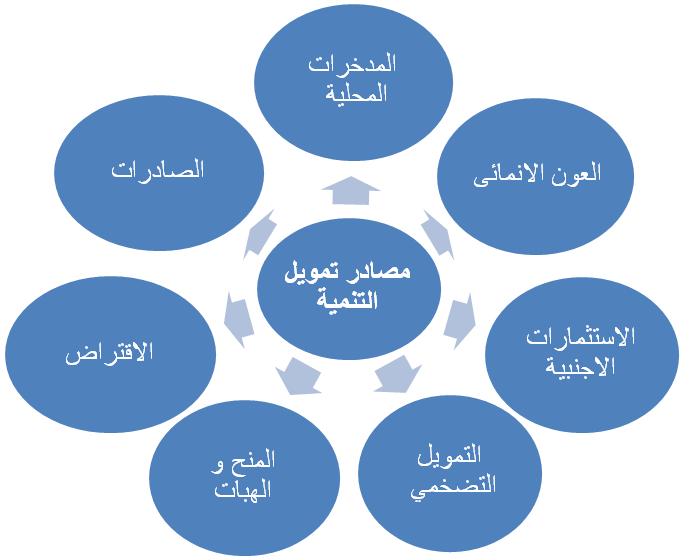 المدخرات
المحلية
العون الانمائى
الصادرات
مصادر تمويل
التنمية
الاستثمارات
الاجنبية
الاقتراض
التمويل
التضخمي
المنح و
الهبات